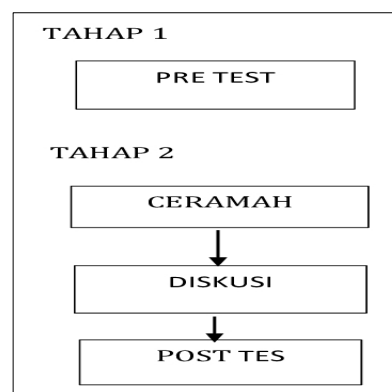 TAHAP 1
PRE TEST
TAHAP 2
CERAMAH
DISKUSI
POST TES